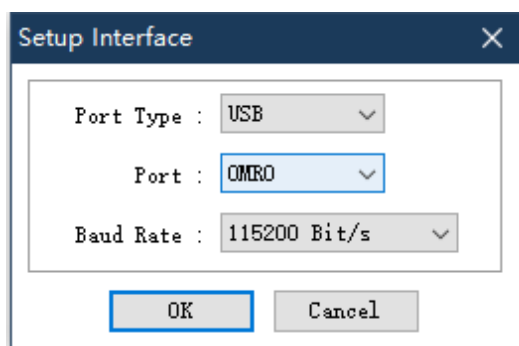 Setup Interface
Port Type : USB
Port : OMRO
Baud Rate : 115200 Bit/s
OK Cancel